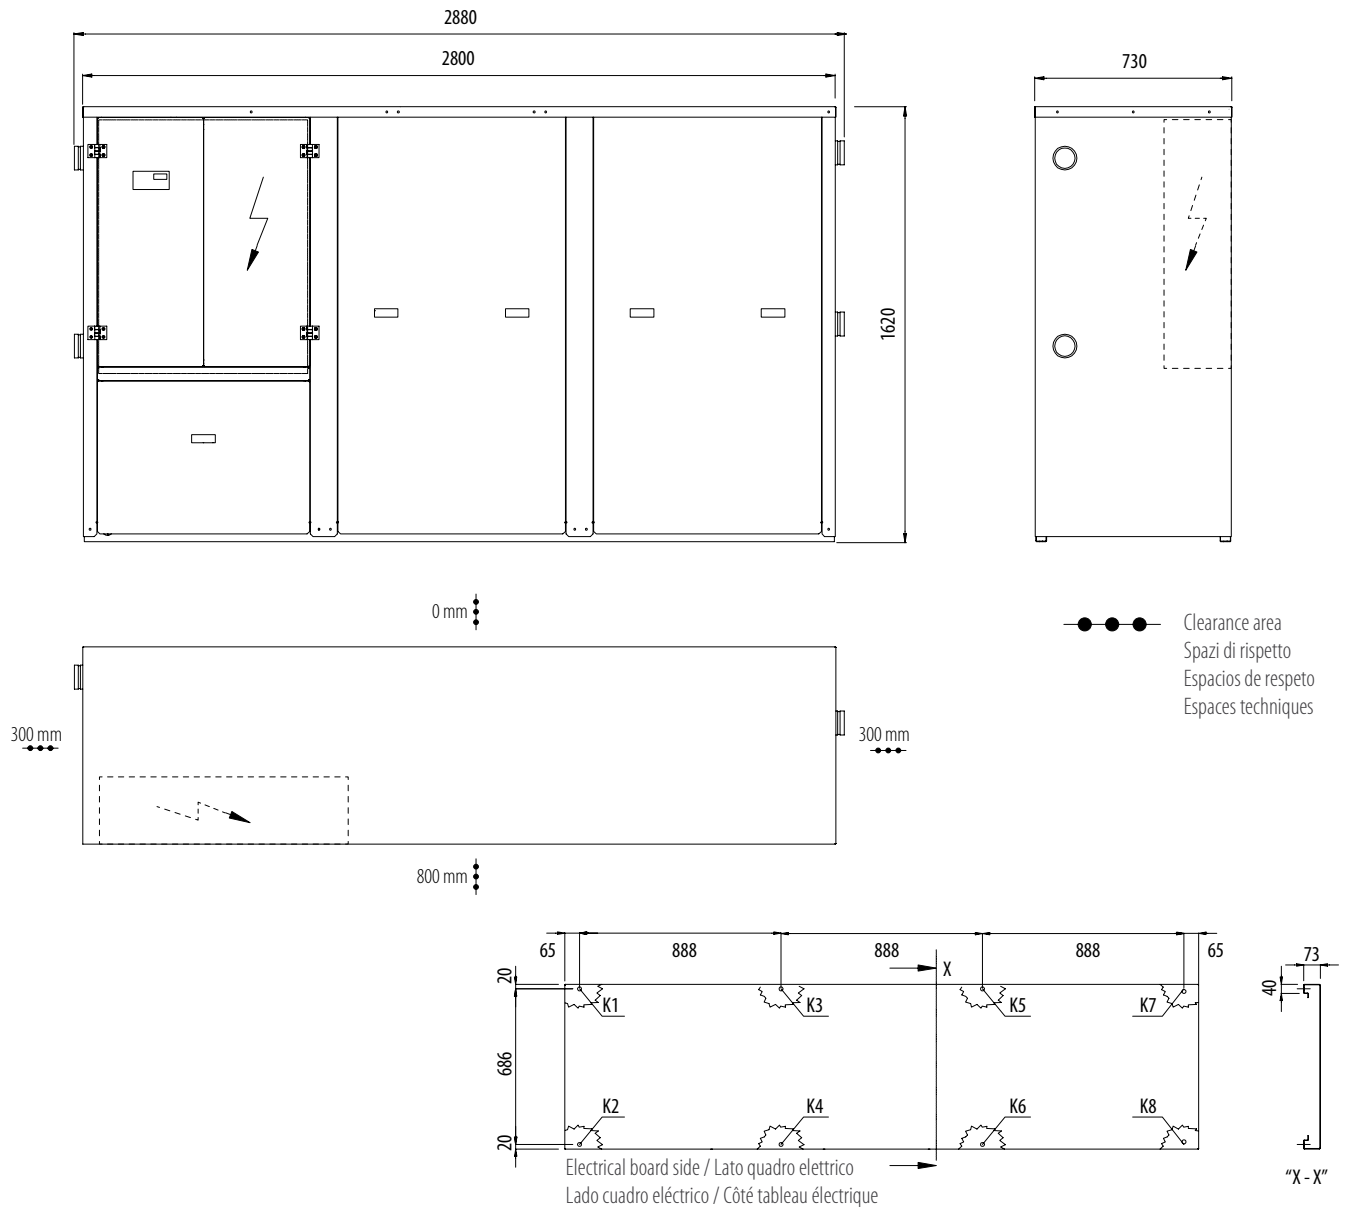 2880
2800
730
1620
0 mm
Clearance area
Spazi di rispetto
Espacios de respeto
Espaces techniques
300 mm
300 mm
800 mm
65
888
888
888
65
73
X
20
40
K1
K3
K5
K7
686
K2
K4
K6
K8
20
Electrical board side / Lato quadro elettrico
Lado cuadro eléctrico / Côté tableau électrique
"X - X"